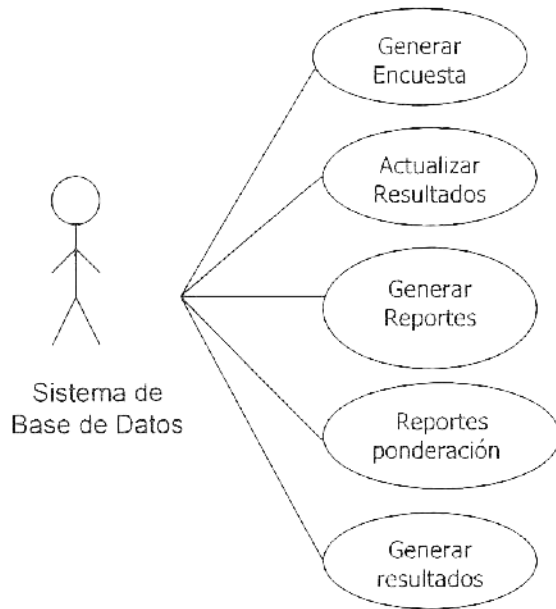 Generar
Encuesta
Actualizar
Resultados
Generar
Reportes
Sistema de
Base de Datos
Reportes
ponderación
Generar
resultados